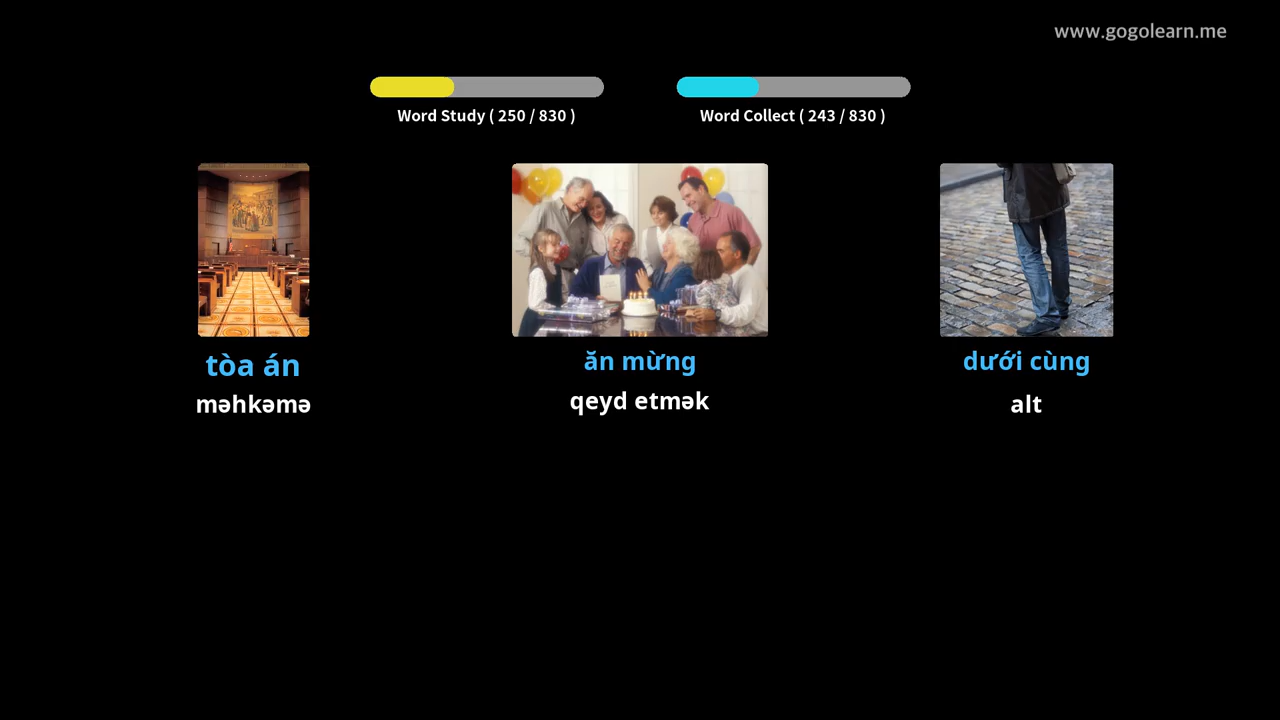 www.gogolearn.me
Word Study ( 250 / 830 )
Word Collect ( 243 / 830 )
tòa án
ăn mừng
dưới cùng
məhkəmə
qeyd etmək
alt